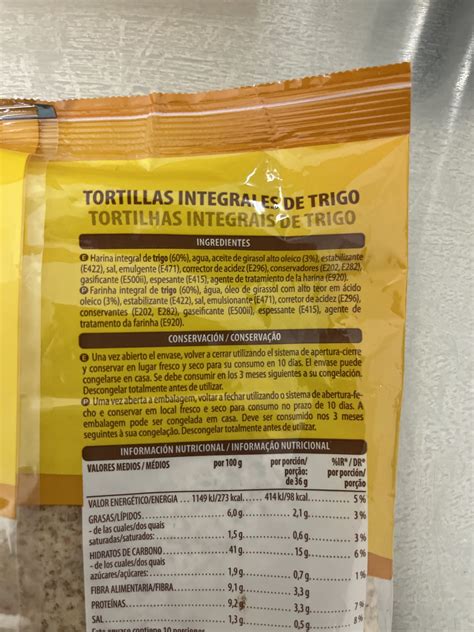 TORTILLAS INTEGRALES DE TRIGO
TORTILHAS INTEGRAIS DE TRIGO
INGREDIENTES
E Harina integral de trigo (60%), agua, aceite de girasol alto oleico (3%), estabilizante
(E422), sal, emulgente (E471), corrector de acidez (E296), conservadores (E202, E282),
gasificante (E500ii), espesante (E415), agente de tratamiento de la harina (E920).
P Farinha integral de trigo (60%), água, óleo de girassol com alto teor em ácido
oleico (3%), estabilizante (E422), sal, emulsionante (E471), corretor de acidez (E296),
conservantes (E202, E282), gaseificante (E500ii), espessante (E415), agente de
tratamento da farinha (E920).
CONSERVACIÓN / CONSERVAÇÃO
E Una vez abierto el envase, volver a cerrar utilizando el sistema de apertura-cierre
y conservar en lugar fresco y seco para su consumo en 10 días. El envase puede
congelarse en casa. Se debe consumir en los 3 meses siguientes a su congelación.
Descongelar totalmente antes de utilizar.
P Uma vez aberta a embalagem, voltar a fechar utilizando o sistema de abertura-fe-
cho e conservar em local fresco e seco para consumo no prazo de 10 dias. A
embalagem pode ser congelada em casa. Deve ser consumido nos 3 meses
seguintes à sua congelação. Descongelar totalmente antes de utilizar.
INFORMACIÓN NUTRICIONAL / INFORMAÇÃO NUTRICIONAL
VALORES MEDIOS / MÉDIOS por 100 g por porción/ %IR* / DR*
porção: por porción/
de 36 g porção
VALOR ENERGÉTICO/ENERGIA ... 1149 kJ/273 kcal..... 414 kJ/98 kcal............ 5 %
GRASAS/LÍPIDOS............ 6,0 g............ 2,1 g............ 3 %
- de las cuales/dos quais
saturadas/saturados:............ 1,5 g............ 0,6 g............ 3 %
HIDRATOS DE CARBONO............ 41 g............ 15 g............ 6 %
- de los cuales/dos quais
azúcares/açúcares:............ 1,9 g............ 0,7 g............ 1 %
FIBRA ALIMENTARIA/FIBRA............ 9,1 g............ 3,3 g
PROTEÍNAS............ 9,2 g............ 3,3 g............ 7 %
SAL............ 1,3 g............ 0,5 g............ 8 %
Este envase contiene 10 porciones